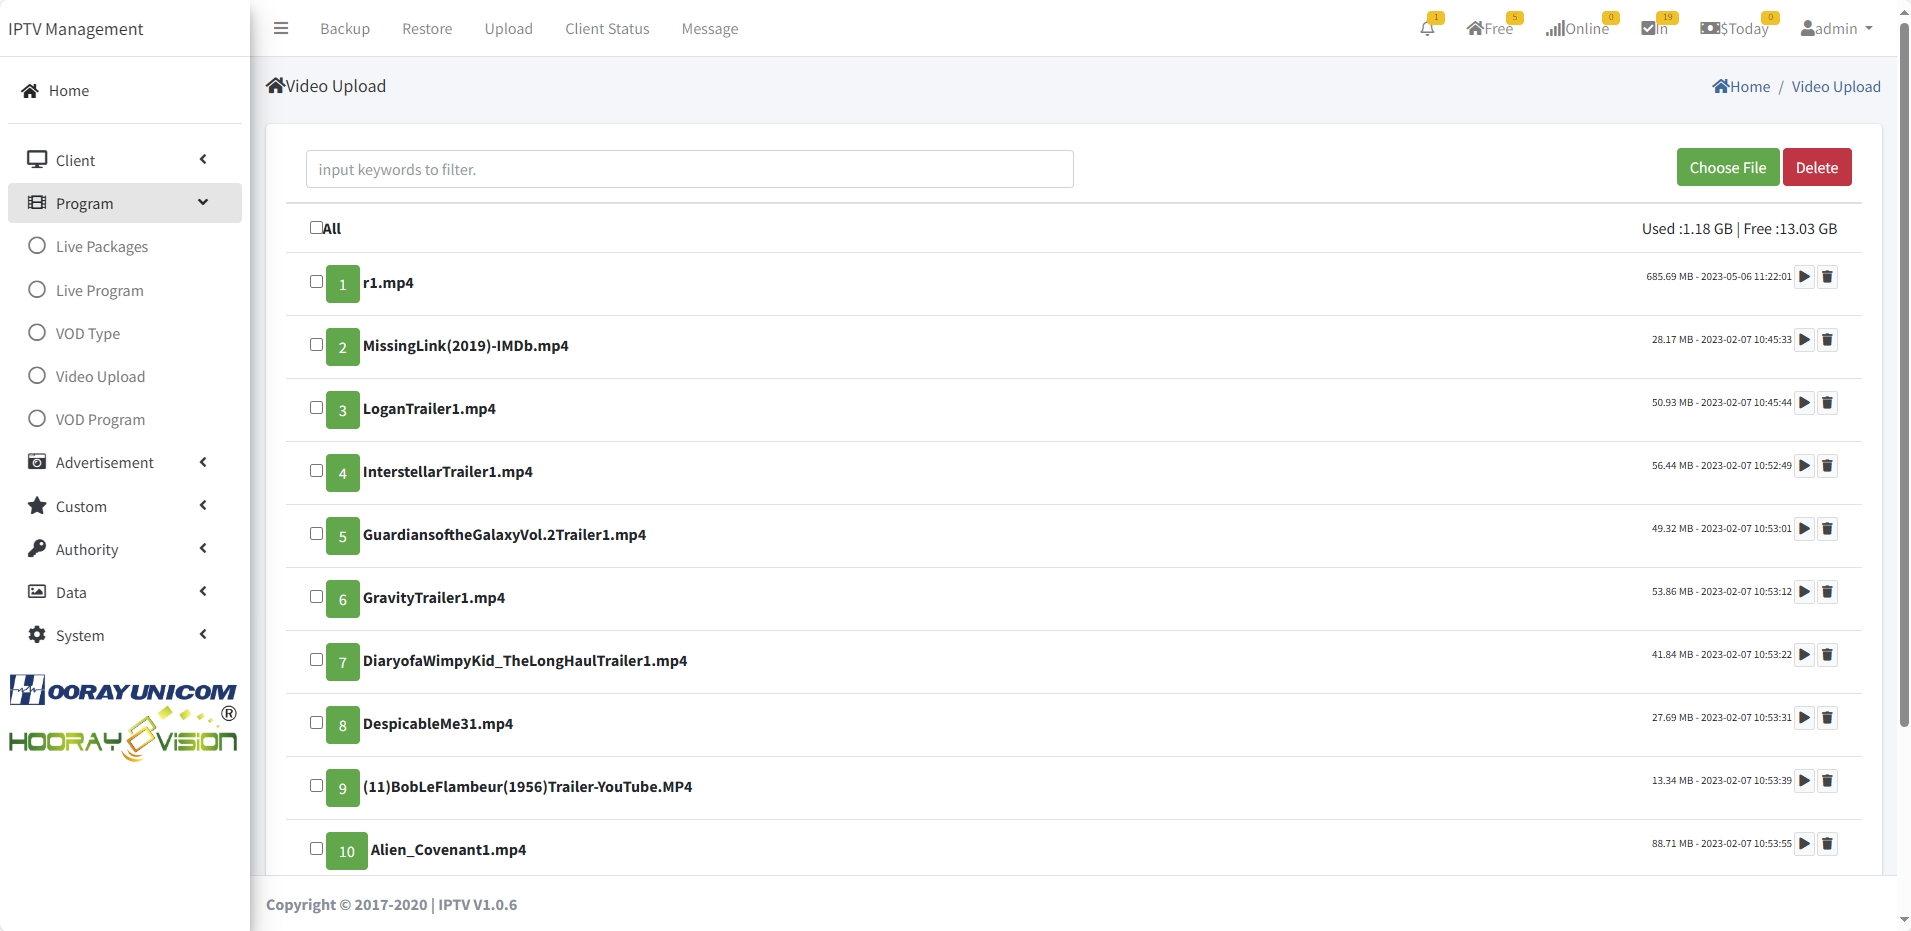 IPTV Management
Backup Restore Upload Client Status Message
1
Free 5
Online 0
In 19
$Today 0
admin
Video Upload
Home / Video Upload
Home
Client
Program
Live Packages
Live Program
VOD Type
Video Upload
VOD Program
Advertisement
Custom
Authority
Data
System
HOORAYUNICOM
®
HOORAY VISION
input keywords to filter.
Choose File Delete
All Used :1.18 GB | Free :13.03 GB
1 r1.mp4 685.69 MB - 2023-05-06 11:22:01
2 MissingLink(2019)-IMDb.mp4 28.17 MB - 2023-02-07 10:45:33
3 LoganTrailer1.mp4 50.93 MB - 2023-02-07 10:45:44
4 InterstellarTrailer1.mp4 56.44 MB - 2023-02-07 10:52:49
5 GuardiansoftheGalaxyVol.2Trailer1.mp4 49.32 MB - 2023-02-07 10:53:01
6 GravityTrailer1.mp4 53.86 MB - 2023-02-07 10:53:12
7 DiaryofaWimpyKid_TheLongHaulTrailer1.mp4 41.84 MB - 2023-02-07 10:53:22
8 DespicableMe31.mp4 27.69 MB - 2023-02-07 10:53:31
9 (11)BobLeFlambeur(1956)Trailer-YouTube.MP4 13.34 MB - 2023-02-07 10:53:39
10 Alien_Covenant1.mp4 88.71 MB - 2023-02-07 10:53:55
Copyright © 2017-2020 | IPTV V1.0.6